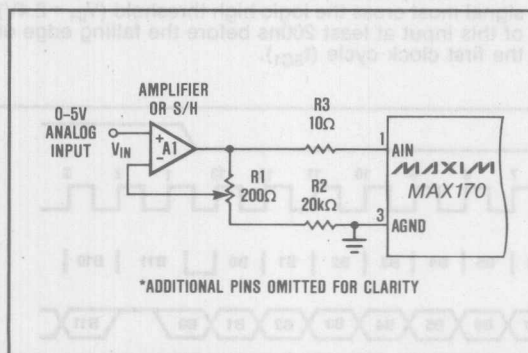 AMPLIFIER
OR S/H
0–5V
ANALOG
INPUT
V_IN
+
A1
−
R1
200Ω
R3
10Ω
R2
20kΩ
1
AIN
MAXIM
MAX170
3
AGND
*ADDITIONAL PINS OMITTED FOR CLARITY